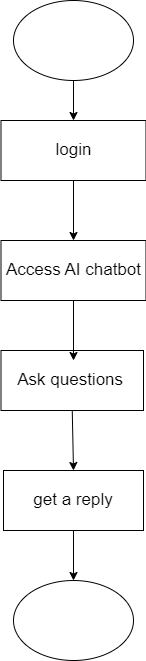 login
Access AI chatbot
Ask questions
get a reply